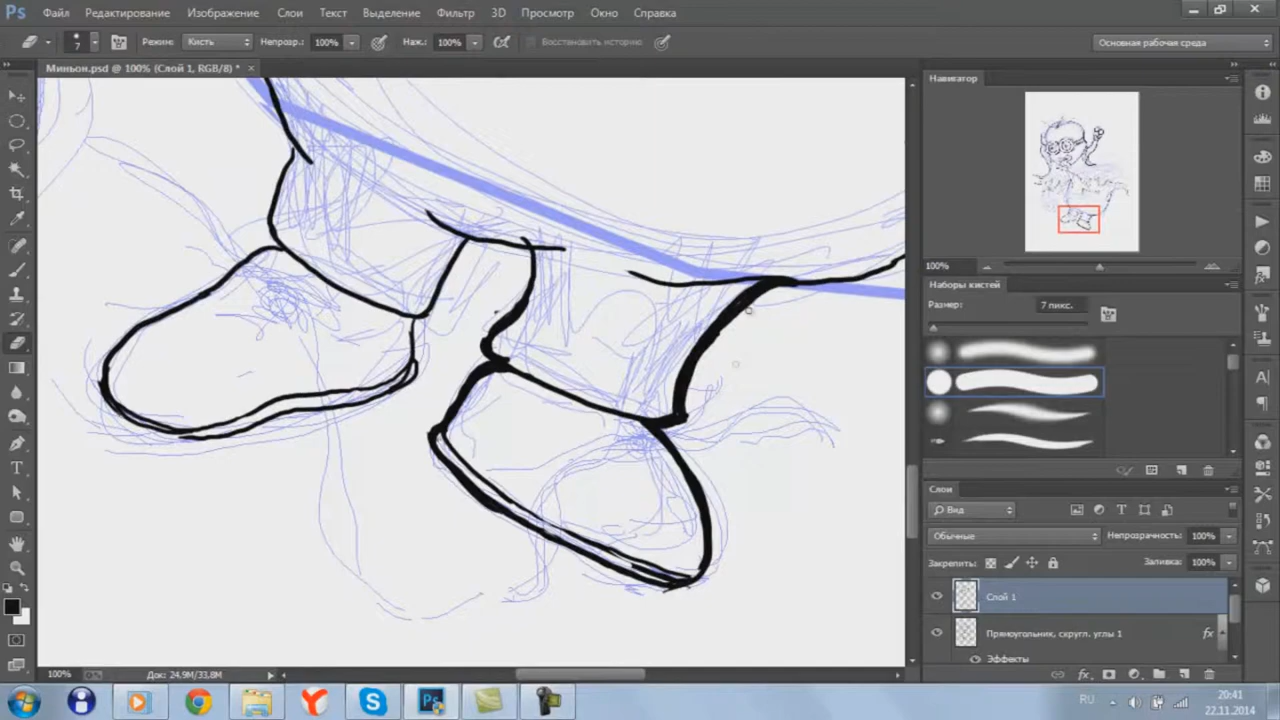 Ps Файл Редактирование Изображение Слои Текст Выделение Фильтр 3D Просмотр Окно Справка
7 Режим: Кисть Непрозр.: 100% Наж.: 100% Восстановить историю Основная рабочая среда
Миньон.psd @ 100% (Слой 1, RGB/8) * ×
Навигатор
100%
Наборы кистей
Размер: 7 пикс.
Слои
Вид
Обычные Непрозрачность: 100%
Закрепить: Заливка: 100%
Слой 1
Прямоугольник, скругл. углы 1 fx
Эффекты
100% Док: 24,9M/33,8M
RU 20:41
22.11.2014